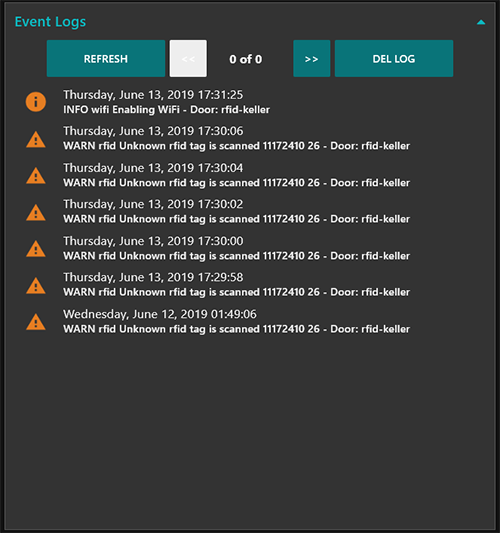 Event Logs
REFRESH << 0 of 0 >> DEL LOG
Thursday, June 13, 2019 17:31:25
INFO wifi Enabling WiFi - Door: rfid-keller
Thursday, June 13, 2019 17:30:06
WARN rfid Unknown rfid tag is scanned 11172410 26 - Door: rfid-keller
Thursday, June 13, 2019 17:30:04
WARN rfid Unknown rfid tag is scanned 11172410 26 - Door: rfid-keller
Thursday, June 13, 2019 17:30:02
WARN rfid Unknown rfid tag is scanned 11172410 26 - Door: rfid-keller
Thursday, June 13, 2019 17:30:00
WARN rfid Unknown rfid tag is scanned 11172410 26 - Door: rfid-keller
Thursday, June 13, 2019 17:29:58
WARN rfid Unknown rfid tag is scanned 11172410 26 - Door: rfid-keller
Wednesday, June 12, 2019 01:49:06
WARN rfid Unknown rfid tag is scanned 11172410 26 - Door: rfid-keller